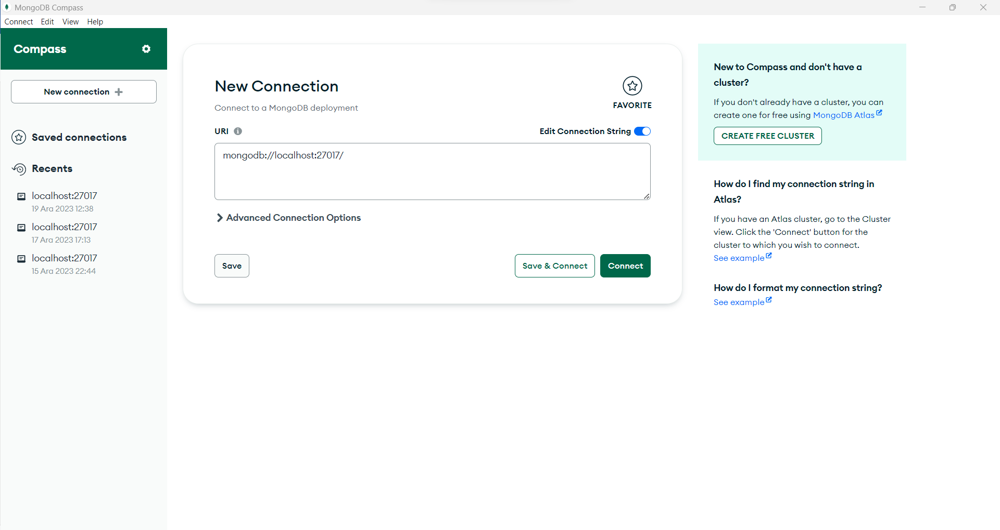 MongoDB Compass
Connect Edit View Help
Compass
New connection
Saved connections
Recents
localhost:27017
19 Ara 2023 12:38
localhost:27017
17 Ara 2023 17:13
localhost:27017
15 Ara 2023 22:44
New Connection
FAVORITE
Connect to a MongoDB deployment
URI
Edit Connection String
mongodb://localhost:27017/
Advanced Connection Options
Save
Save & Connect
Connect
New to Compass and don't have a
cluster?
If you don't already have a cluster, you can
create one for free using MongoDB Atlas
CREATE FREE CLUSTER
How do I find my connection string in
Atlas?
If you have an Atlas cluster, go to the Cluster
view. Click the 'Connect' button for the
cluster to which you wish to connect.
See example
How do I format my connection string?
See example